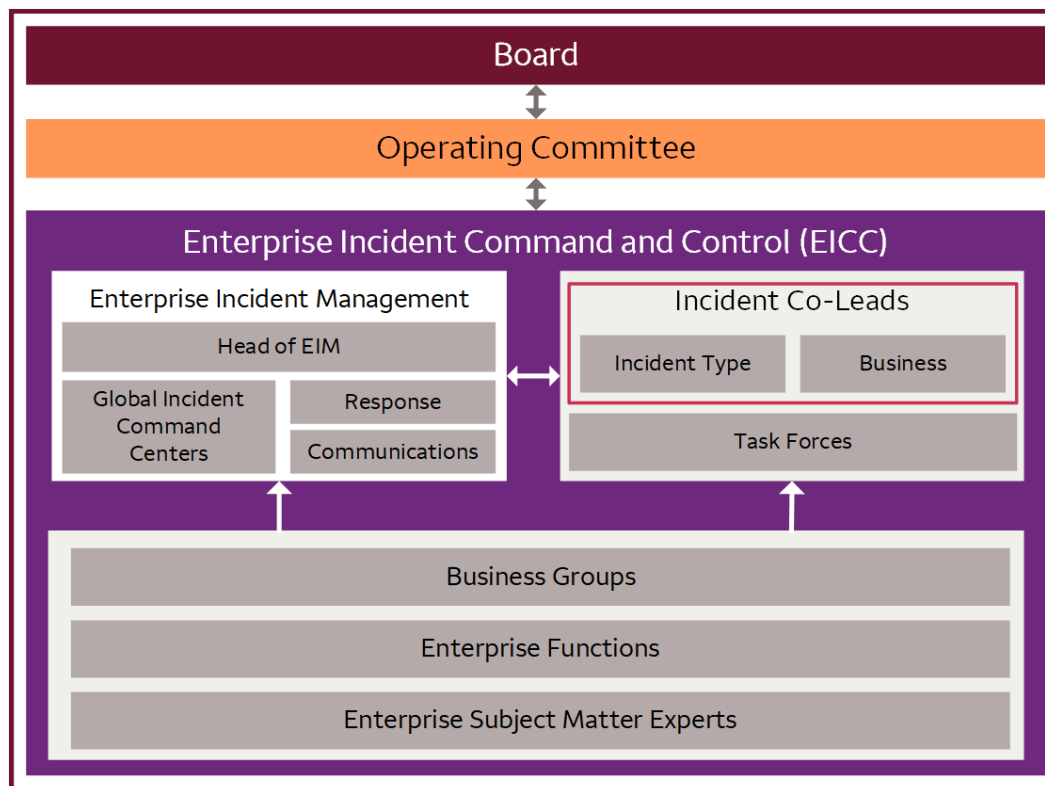 Board
Operating Committee
Enterprise Incident Command and Control (EICC)
Enterprise Incident Management
Head of EIM
Global Incident
Command
Centers
Response
Communications
Incident Co-Leads
Incident Type
Business
Task Forces
Business Groups
Enterprise Functions
Enterprise Subject Matter Experts